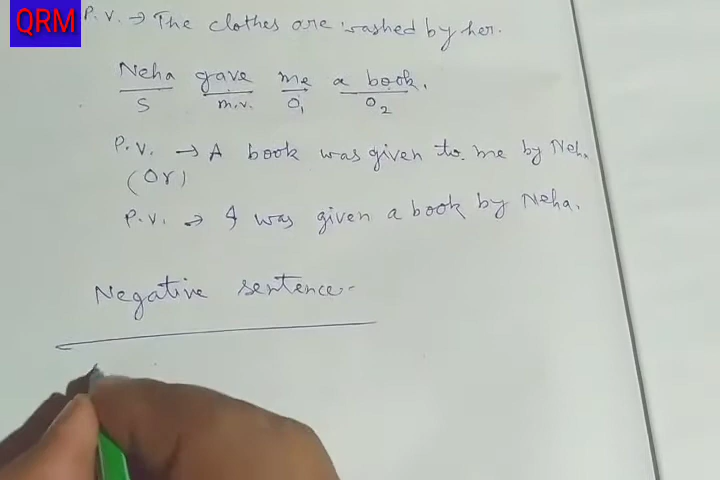 QRM
P.V. → The clothes are washed by her.
Neha gave me a book.
S m.v. O1 O2
P.V. → A book was given to me by Neha
(Or)
P.V. → I was given a book by Neha.
Negative sentence-